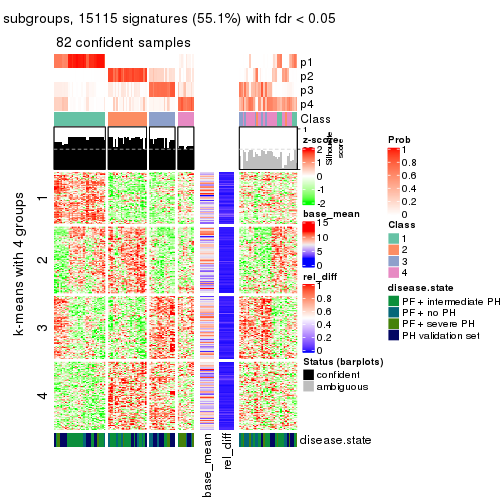 subgroups, 15115 signatures (55.1%) with fdr < 0.05
82 confident samples
p1
p2
p3
p4
Class
1
Silhouette
score
z-score
2
1
0
-1
-2
base_mean
15
10
5
0
rel_diff
1
0.8
0.6
0.4
0.2
0
Status (barplots)
confident
ambiguous
Prob
1
0.8
0.6
0.4
0.2
0
Class
1
2
3
4
disease.state
PF+ intermediate PH
PF+ no PH
PF+ severe PH
PH validation set
k-means with 4 groups
1
2
3
4
disease.state
base_mean
rel_diff